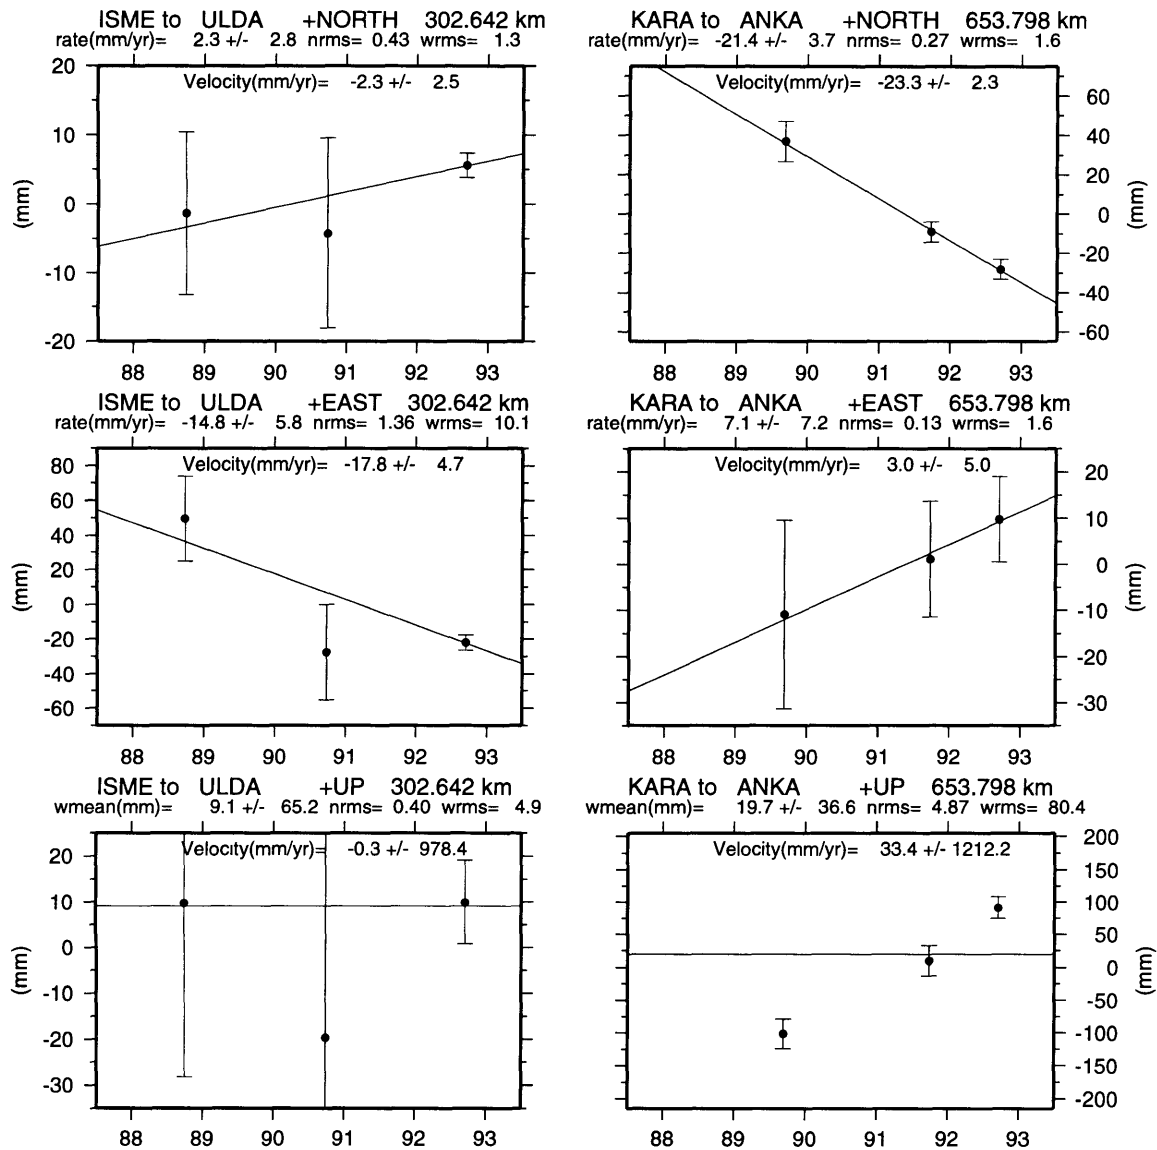 ISME to ULDA +NORTH 302.642 km
rate(mm/yr)= 2.3 +/- 2.8 nrms= 0.43 wrms= 1.3
Velocity(mm/yr)= -2.3 +/- 2.5
20
10
0
-10
-20
(mm)
88 89 90 91 92 93
KARA to ANKA +NORTH 653.798 km
rate(mm/yr)= -21.4 +/- 3.7 nrms= 0.27 wrms= 1.6
Velocity(mm/yr)= -23.3 +/- 2.3
60
40
20
0
-20
-40
-60
(mm)
88 89 90 91 92 93
ISME to ULDA +EAST 302.642 km
rate(mm/yr)= -14.8 +/- 5.8 nrms= 1.36 wrms= 10.1
Velocity(mm/yr)= -17.8 +/- 4.7
80
60
40
20
0
-20
-40
-60
(mm)
88 89 90 91 92 93
KARA to ANKA +EAST 653.798 km
rate(mm/yr)= 7.1 +/- 7.2 nrms= 0.13 wrms= 1.6
Velocity(mm/yr)= 3.0 +/- 5.0
20
10
0
-10
-20
-30
(mm)
88 89 90 91 92 93
ISME to ULDA +UP 302.642 km
wmean(mm)= 9.1 +/- 65.2 nrms= 0.40 wrms= 4.9
Velocity(mm/yr)= -0.3 +/- 978.4
20
10
0
-10
-20
-30
(mm)
88 89 90 91 92 93
KARA to ANKA +UP 653.798 km
wmean(mm)= 19.7 +/- 36.6 nrms= 4.87 wrms= 80.4
Velocity(mm/yr)= 33.4 +/- 1212.2
200
150
100
50
0
-50
-100
-150
-200
(mm)
88 89 90 91 92 93